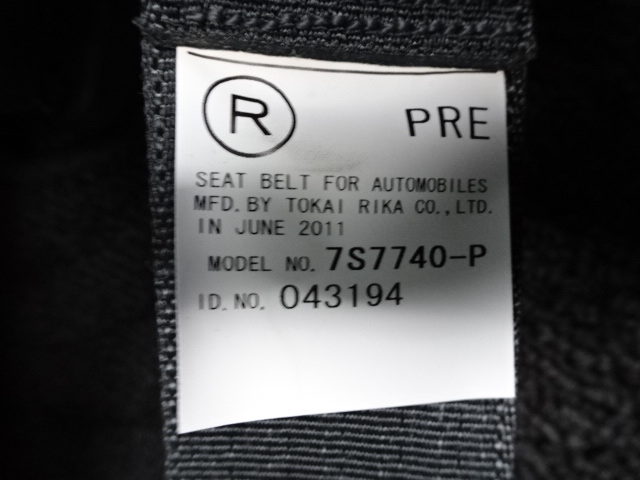 R PRE
SEAT BELT FOR AUTOMOBILES
MFD. BY TOKAI RIKA CO., LTD.
IN JUNE 2011
MODEL NO. 7S7740-P
ID. NO. 043194